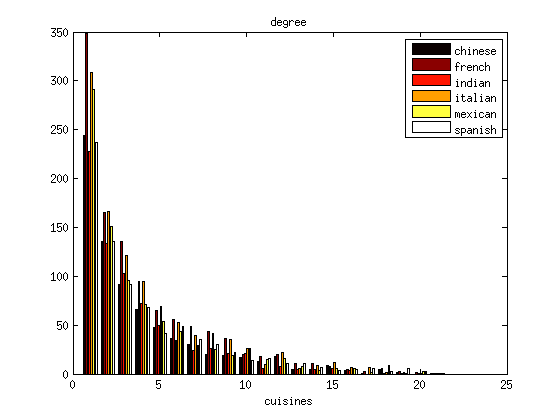 degree
350
300
250
200
150
100
50
0
0 5 10 15 20 25
cuisines
chinese
french
indian
italian
mexican
spanish